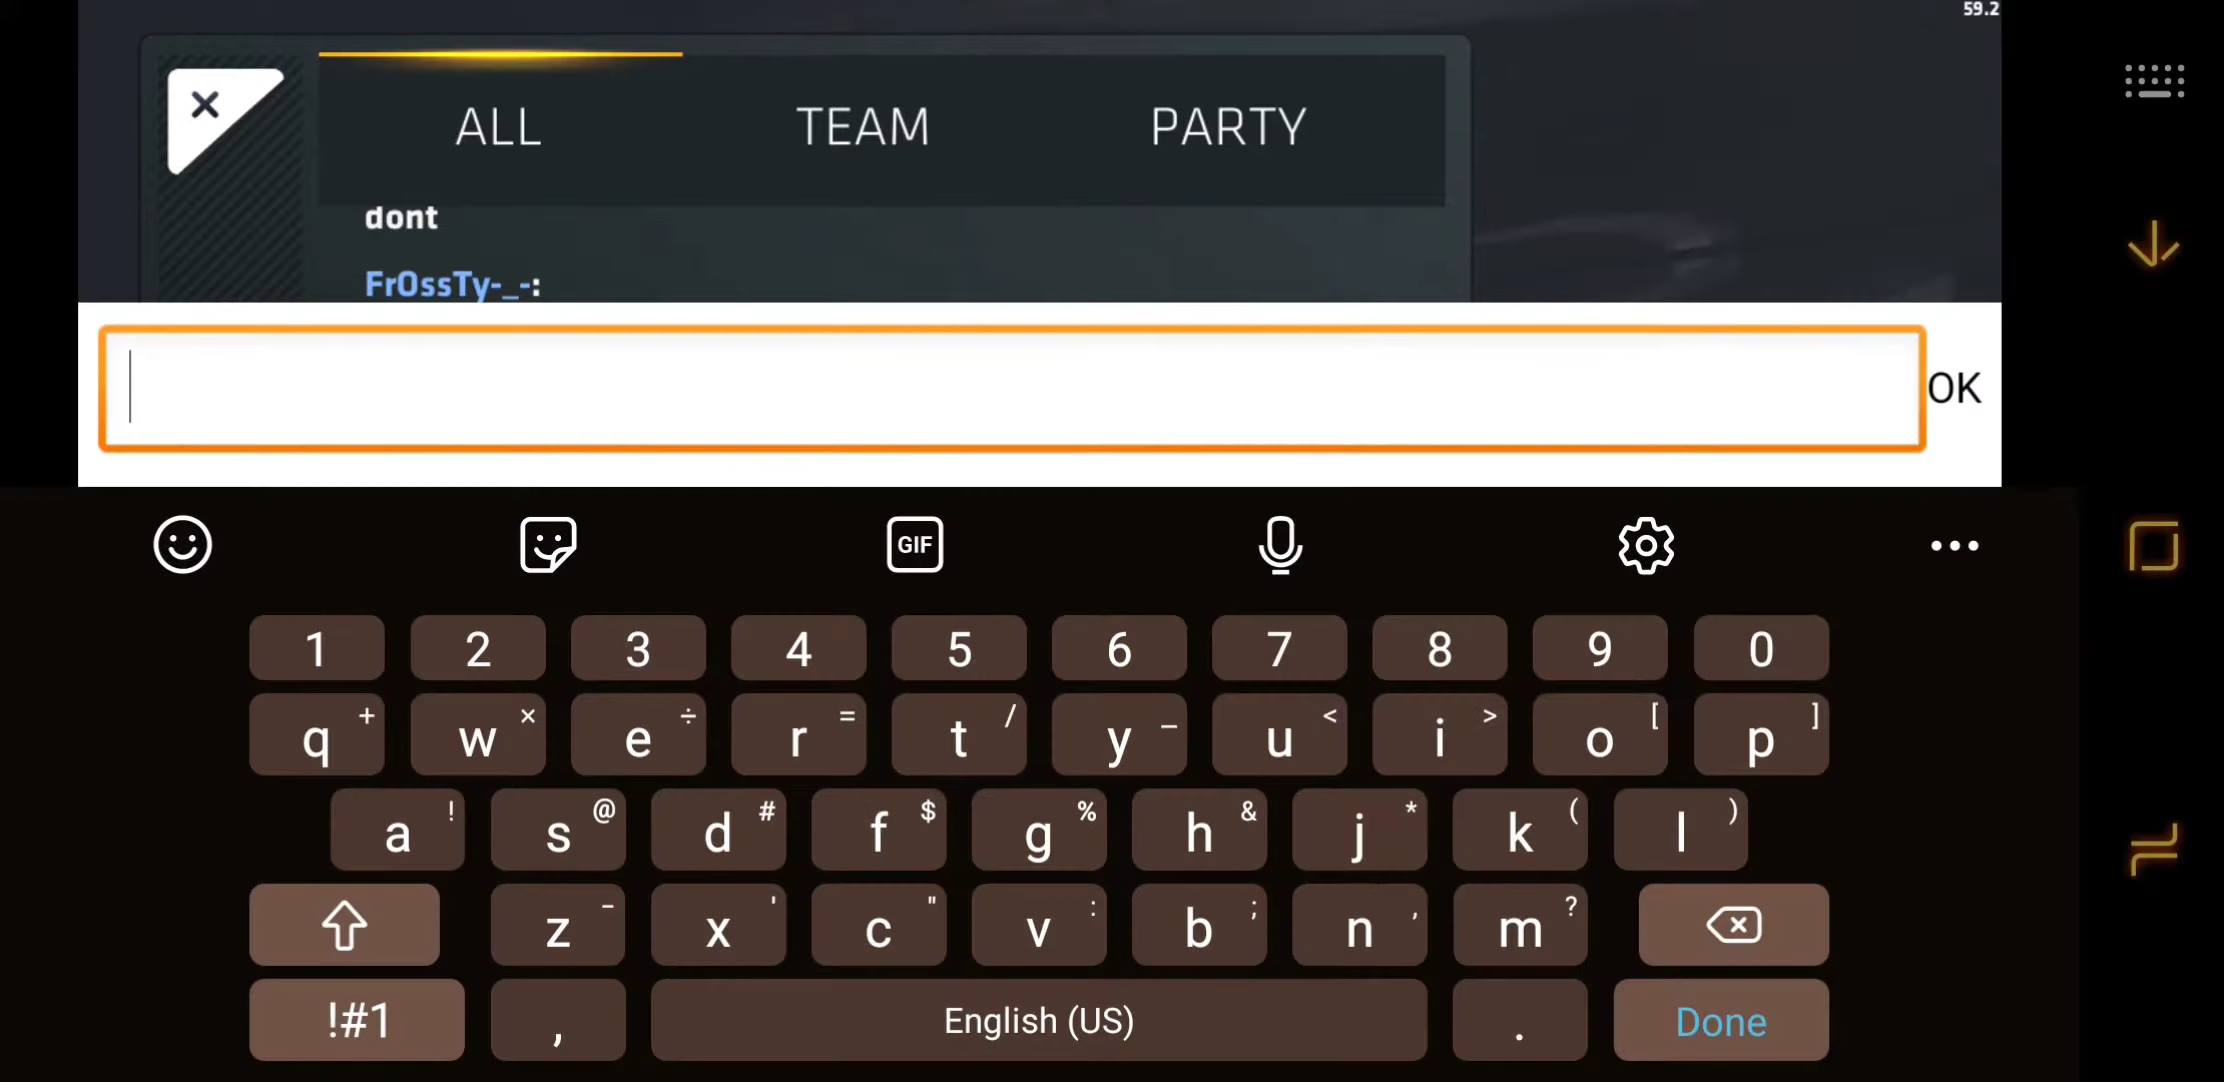 59.2
ALL TEAM PARTY
dont
FrOssTy-_-:
OK
GIF
1 2 3 4 5 6 7 8 9 0
q + w × e ÷ r = t / y _ u < i > o [ p ]
a ! s @ d # f $ g % h & j * k ( l )
z - x ' c " v : b ; n , m ?
!#1 , English (US) . Done